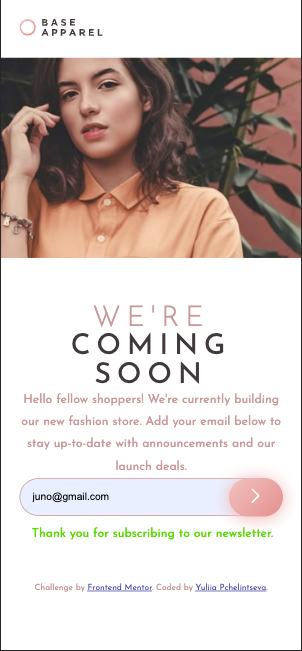 BASE
APPAREL
WE'RE
COMING
SOON
Hello fellow shoppers! We're currently building
our new fashion store. Add your email below to
stay up-to-date with announcements and our
launch deals.
juno@gmail.com
Thank you for subscribing to our newsletter.
Challenge by Frontend Mentor. Coded by Yuliia Pchelintseva.